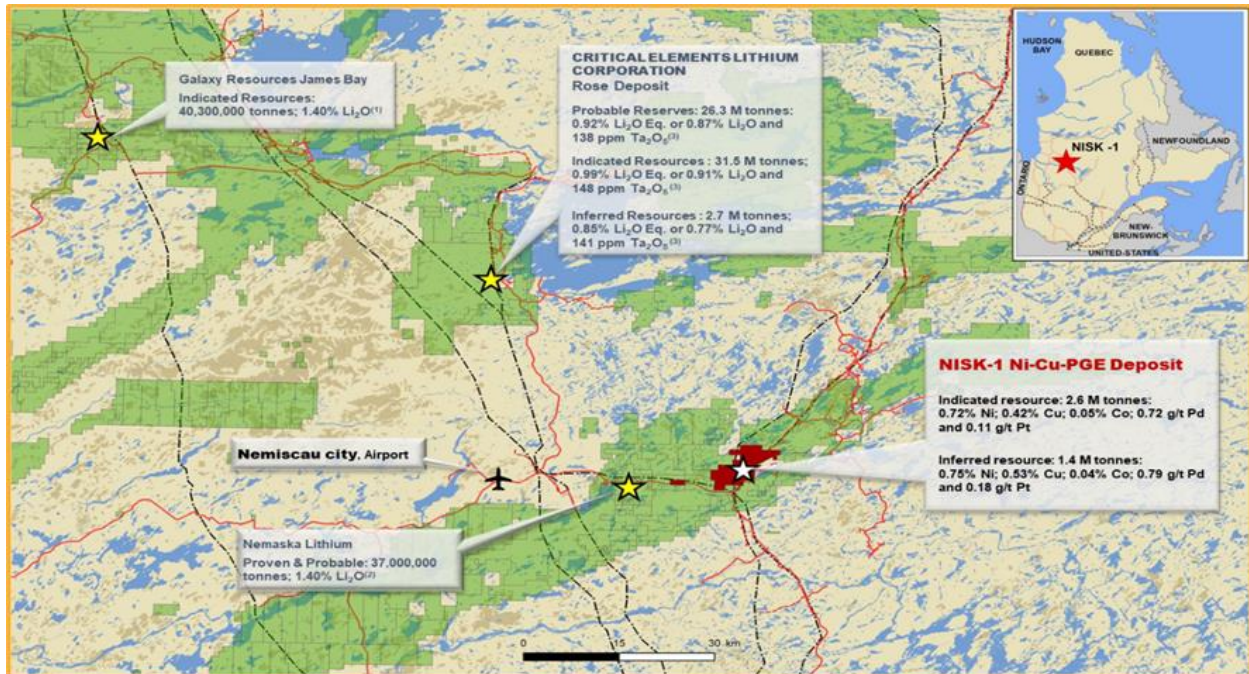 Galaxy Resources James Bay
Indicated Resources:
40,300,000 tonnes; 1.40% Li₂O⁽¹⁾
CRITICAL ELEMENTS LITHIUM
CORPORATION
Rose Deposit
Probable Reserves: 26.3 M tonnes;
0.92% Li₂O Eq. or 0.87% Li₂O and
138 ppm Ta₂O₅⁽³⁾
Indicated Resources : 31.5 M tonnes;
0.99% Li₂O Eq. or 0.91% Li₂O and
148 ppm Ta₂O₅⁽³⁾
Inferred Resources : 2.7 M tonnes;
0.85% Li₂O Eq. or 0.77% Li₂O and
141 ppm Ta₂O₅⁽³⁾
HUDSON
BAY
QUEBEC
NEWFOUNDLAND
NISK -1
ONTARIO
NEW-
BRUNSWICK
UNITED-STATES
NISK-1 Ni-Cu-PGE Deposit
Indicated resource: 2.6 M tonnes:
0.72% Ni; 0.42% Cu; 0.05% Co; 0.72 g/t Pd
and 0.11 g/t Pt
Inferred resource: 1.4 M tonnes:
0.75% Ni; 0.53% Cu; 0.04% Co; 0.79 g/t Pd
and 0.18 g/t Pt
Nemiscau city, Airport
Nemaska Lithium
Proven & Probable: 37,000,000
tonnes; 1.40% Li₂O⁽²⁾
0 15 30 km